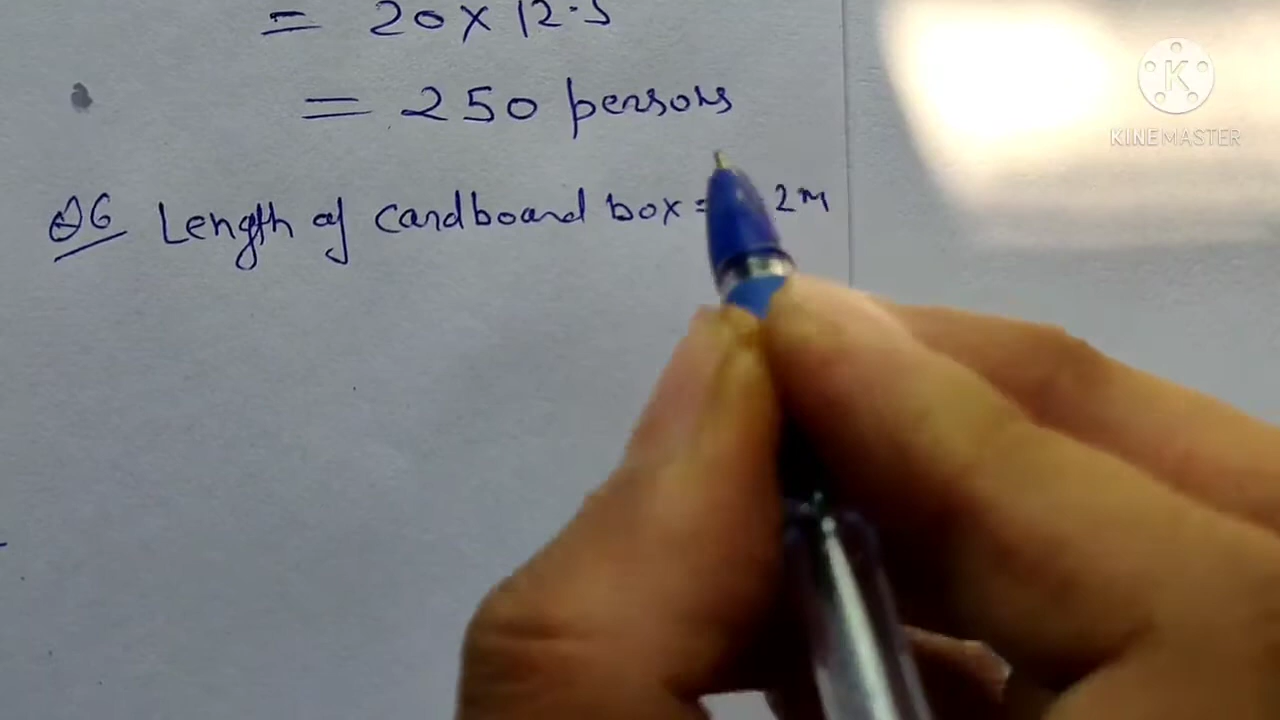 = 20 x 12.5
= 250 persons
KINEMASTER
Q6 Length of cardboard box = 2m